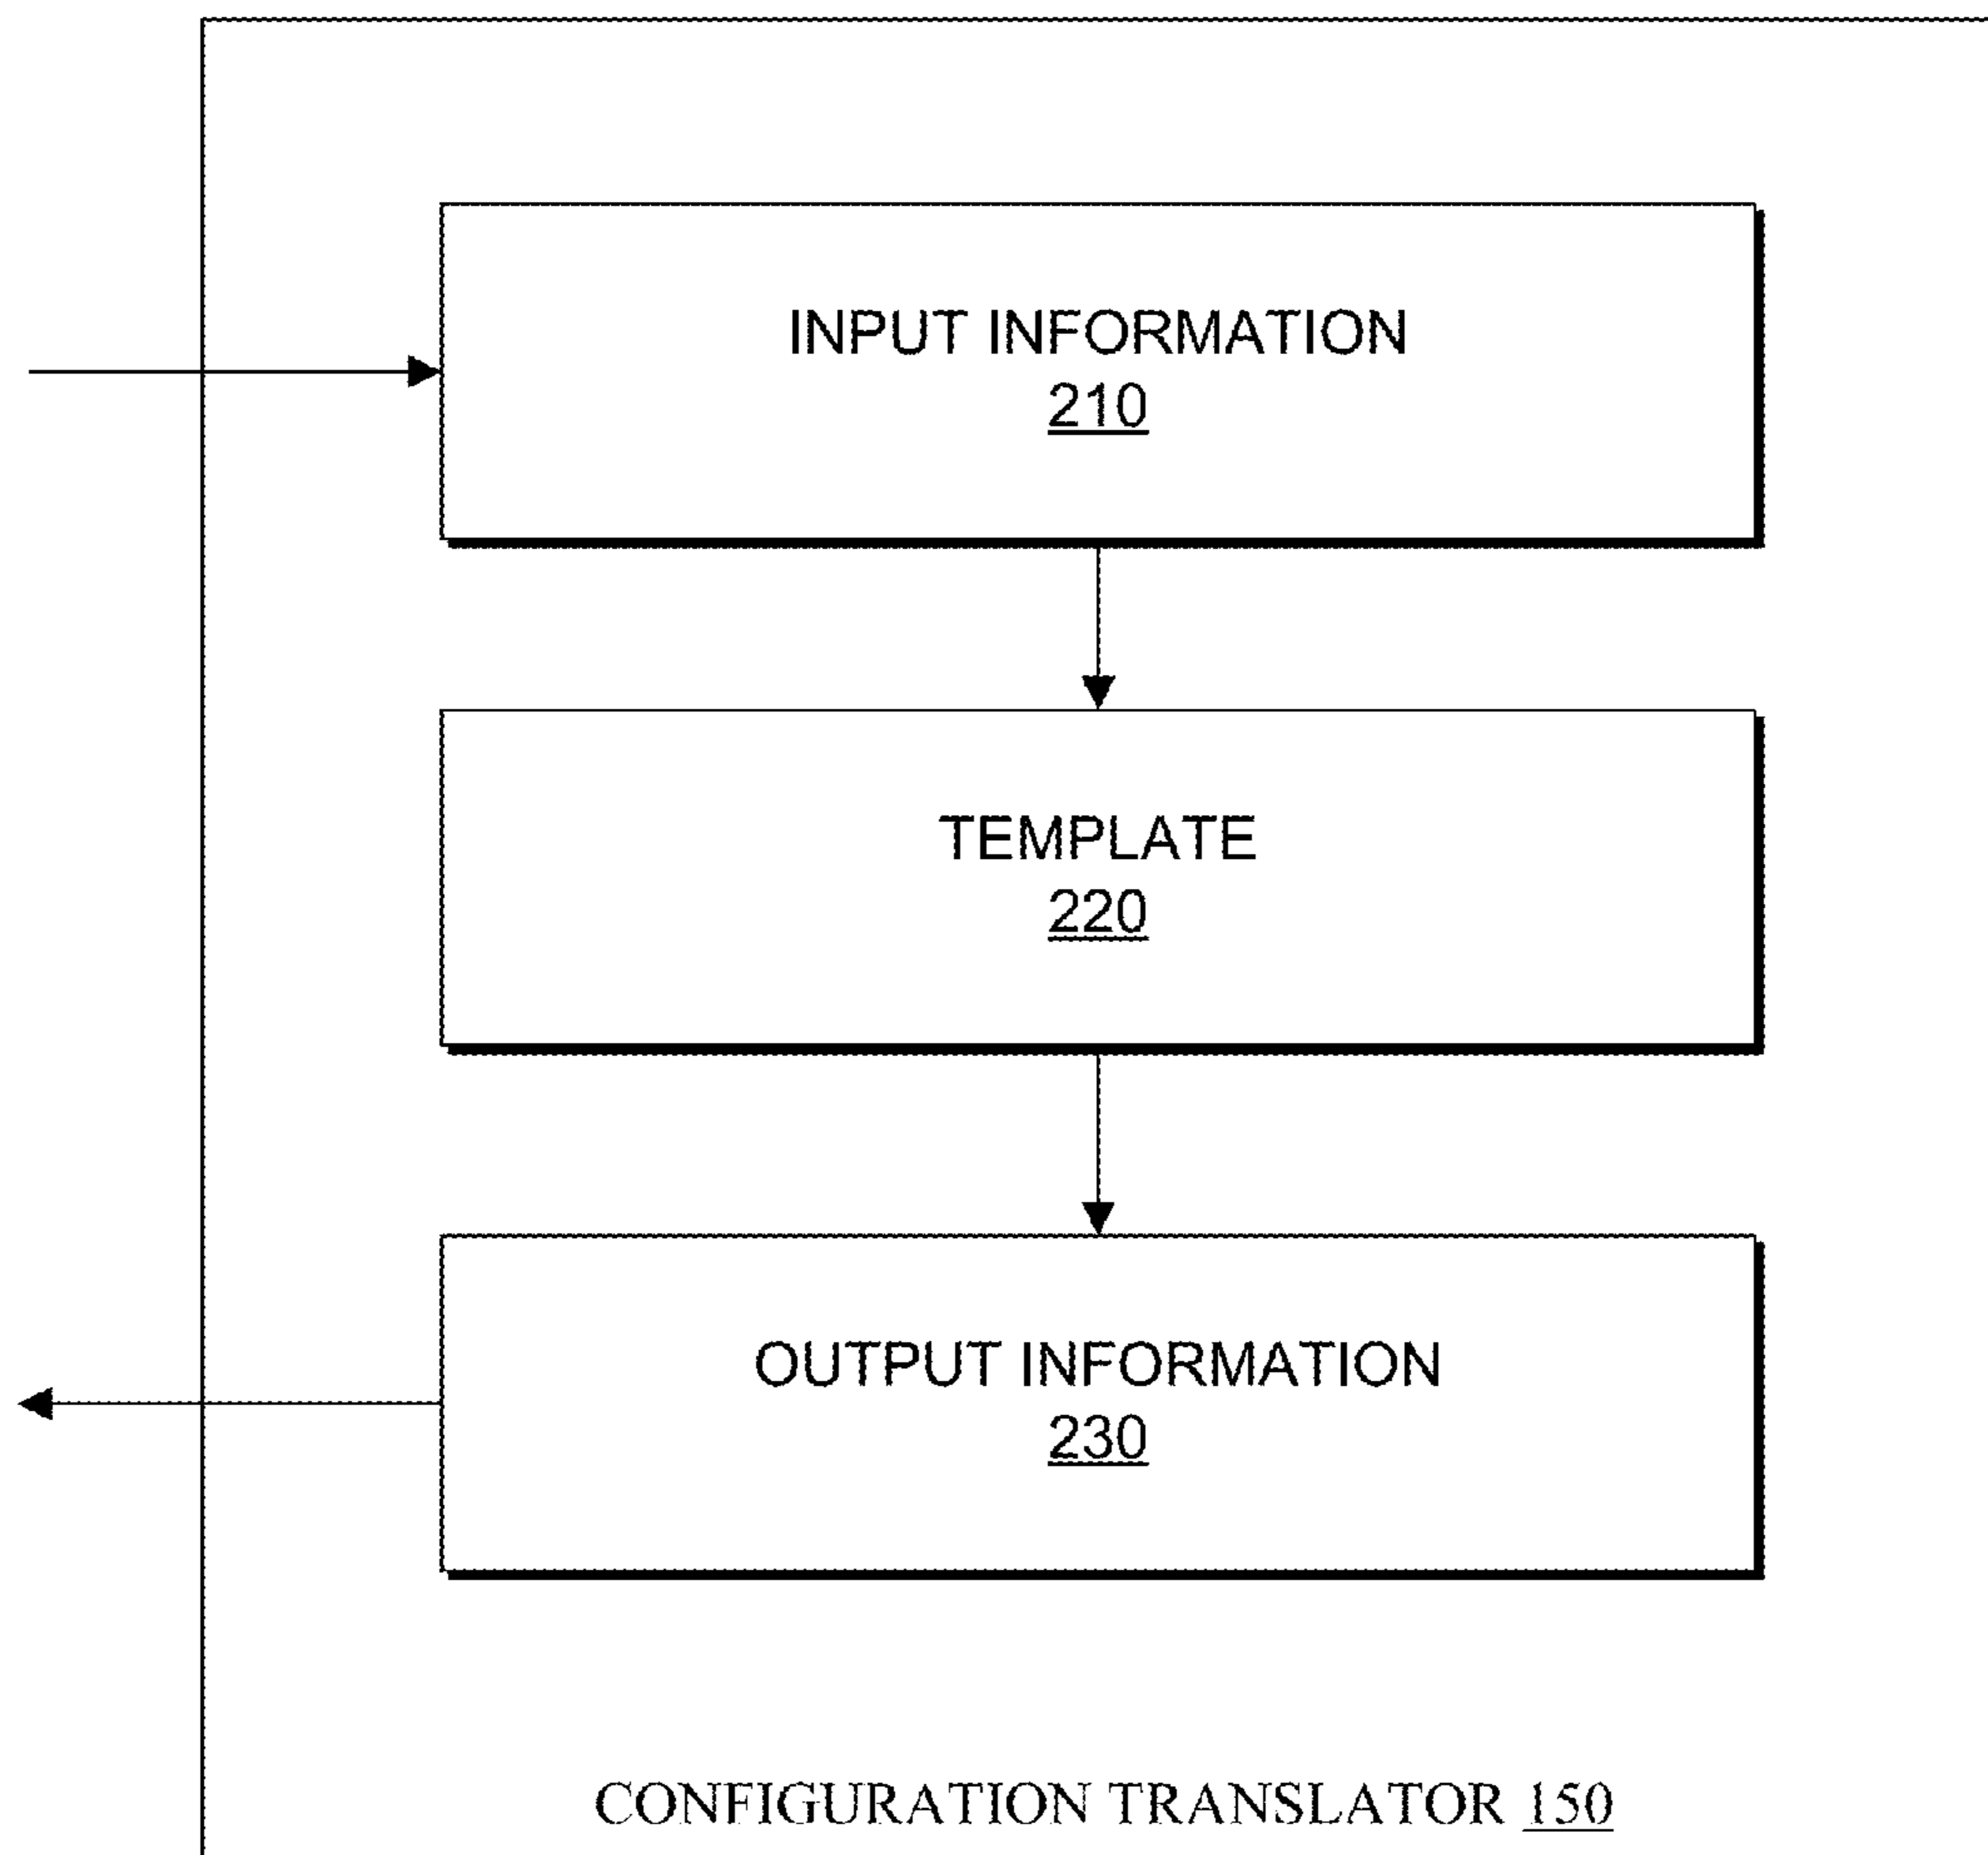 INPUT INFORMATION
210
TEMPLATE
220
OUTPUT INFORMATION
230
CONFIGURATION TRANSLATOR 150